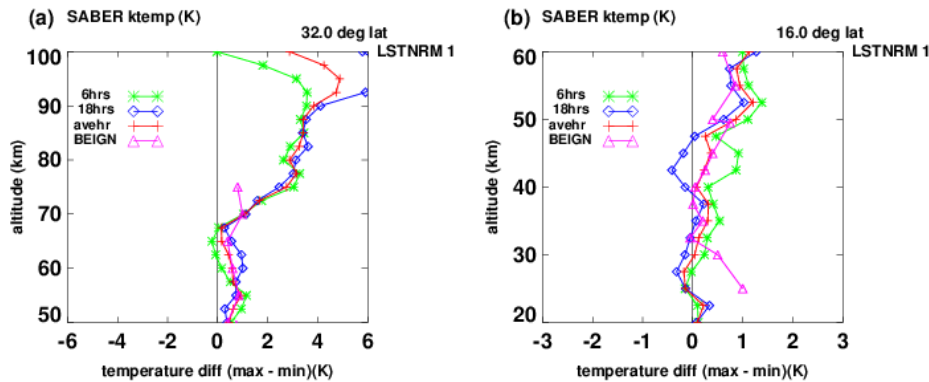 (a) SABER ktemp (K)
32.0 deg lat
LSTNRM 1
100
90
80
70
60
50
altitude (km)
6hrs
18hrs
avehr
BEIGN
-6 -4 -2 0 2 4 6
temperature diff (max - min)(K)
(b) SABER ktemp (K)
16.0 deg lat
LSTNRM 1
60
50
40
30
20
altitude (km)
6hrs
18hrs
avehr
BEIGN
-3 -2 -1 0 1 2 3
temperature diff (max - min)(K)